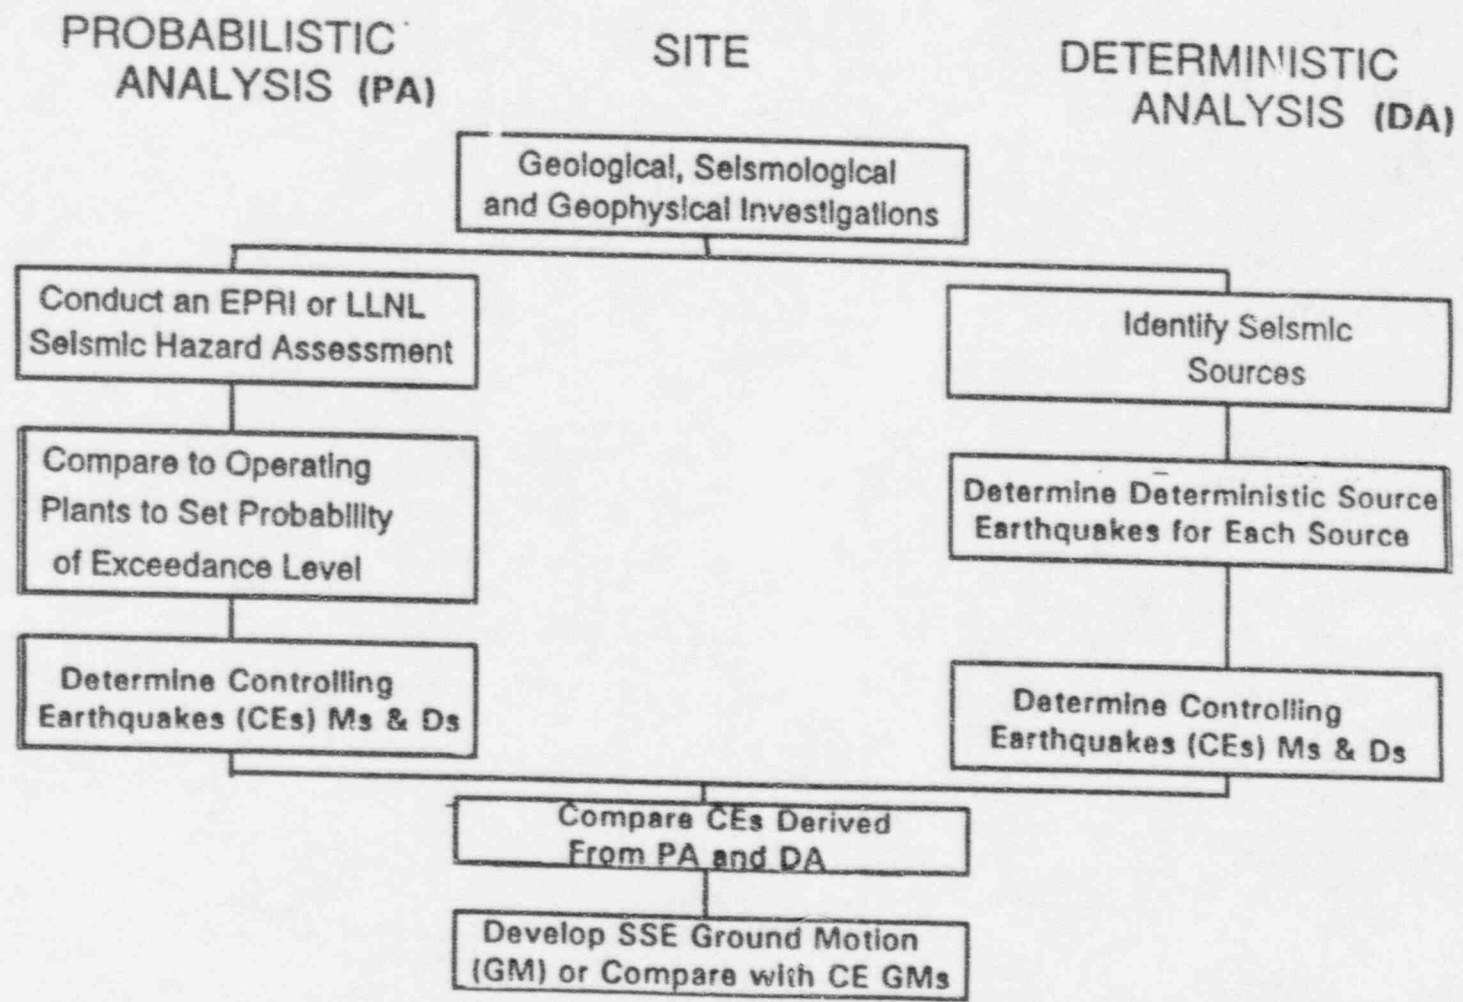 PROBABILISTIC
ANALYSIS (PA)
SITE
DETERMINISTIC
ANALYSIS (DA)
Geological, Seismological
and Geophysical Investigations
Conduct an EPRI or LLNL
Seismic Hazard Assessment
Identify Seismic
Sources
Compare to Operating
Plants to Set Probability
of Exceedance Level
Determine Deterministic Source
Earthquakes for Each Source
Determine Controlling
Earthquakes (CEs) Ms & Ds
Determine Controlling
Earthquakes (CEs) Ms & Ds
Compare CEs Derived
From PA and DA
Develop SSE Ground Motion
(GM) or Compare with CE GMs